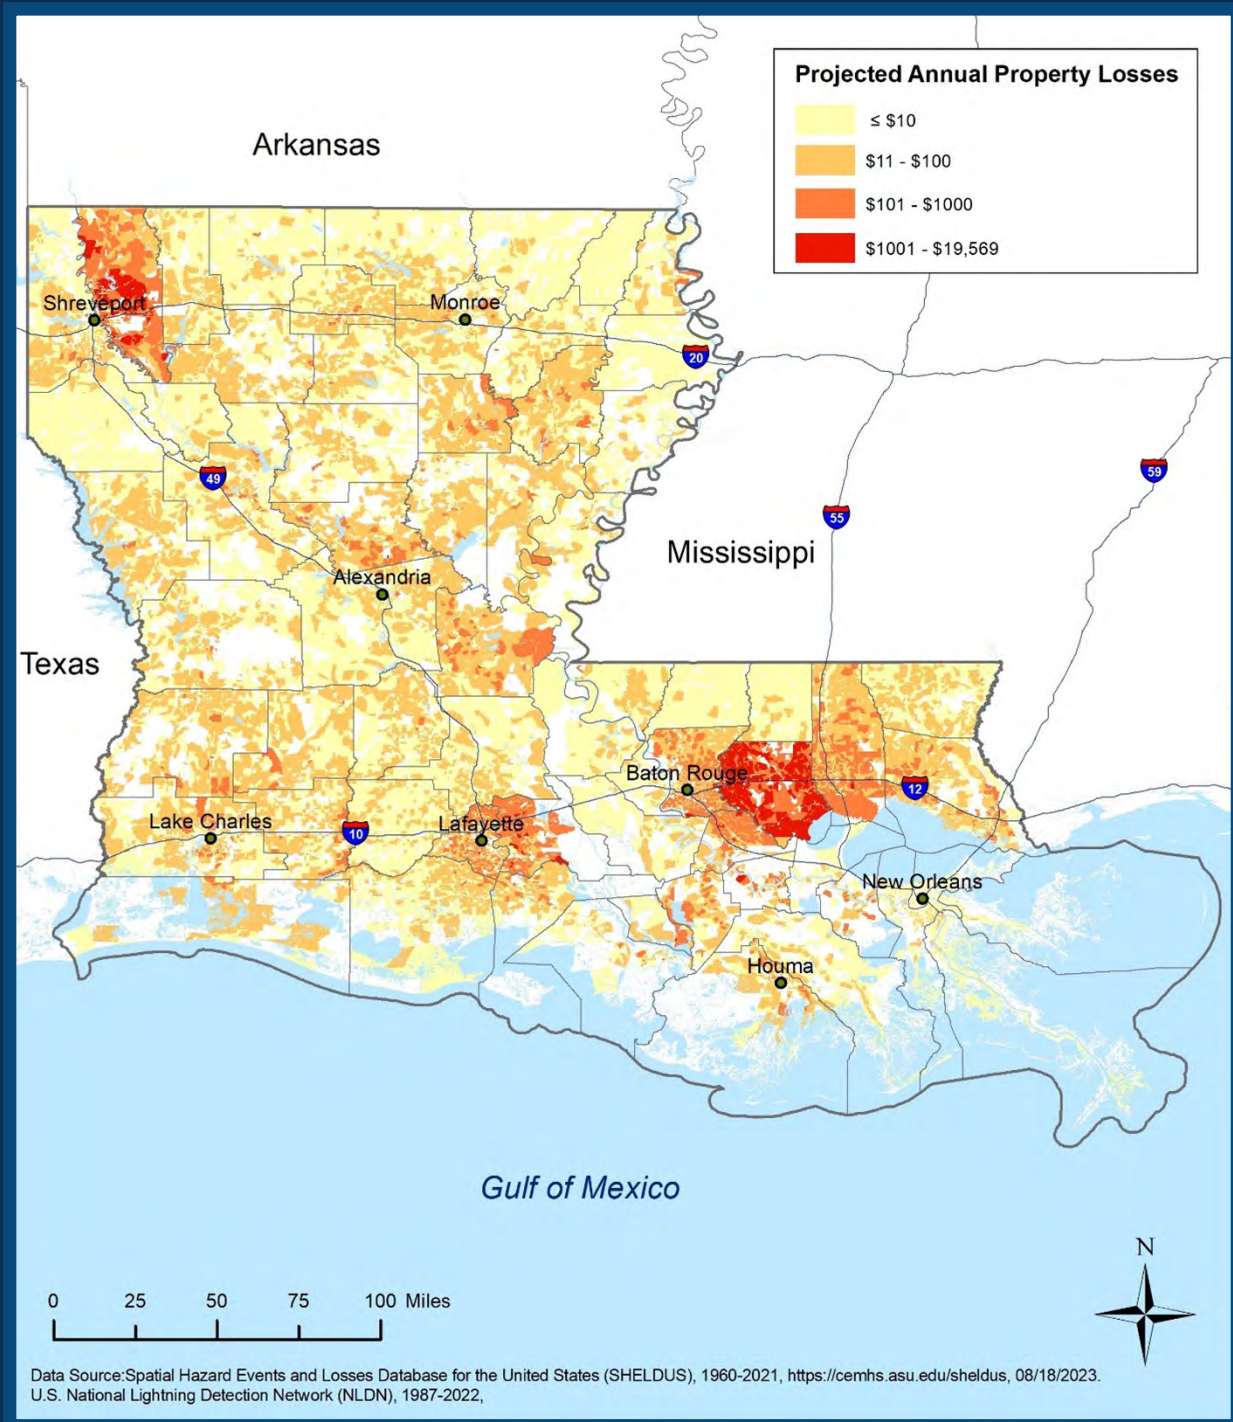 Projected Annual Property Losses
≤ $10
$11 - $100
$101 - $1000
$1001 - $19,569
Arkansas
Shreveport
Monroe
20
49
59
55
Mississippi
Alexandria
Texas
Baton Rouge
12
Lake Charles
10
Lafayette
New Orleans
Houma
Gulf of Mexico
N
0 25 50 75 100 Miles
Data Source:Spatial Hazard Events and Losses Database for the United States (SHELDUS), 1960-2021, https://cemhs.asu.edu/sheldus, 08/18/2023.
U.S. National Lightning Detection Network (NLDN), 1987-2022,